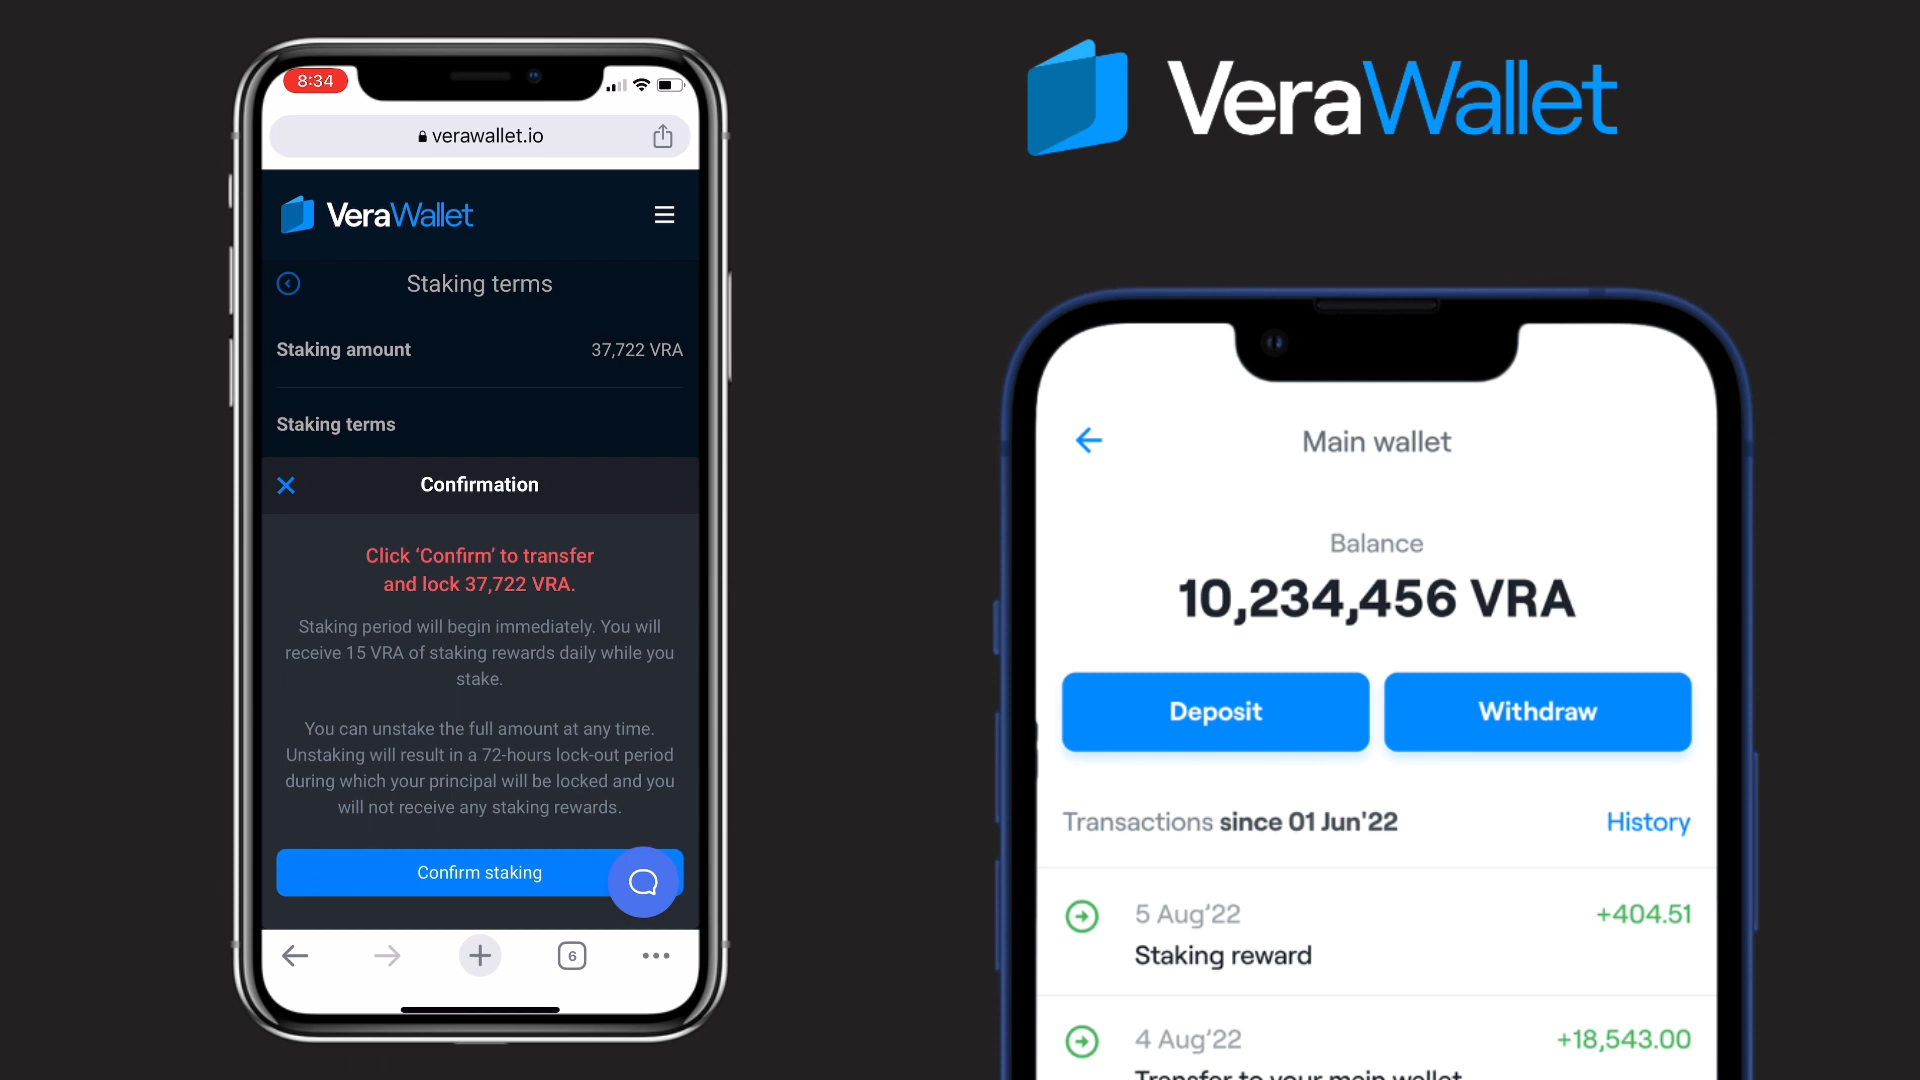 8:34
verawallet.io
VeraWallet
Staking terms
Staking amount 37,722 VRA
Staking terms
Confirmation
Click ‘Confirm’ to transfer
and lock 37,722 VRA.
Staking period will begin immediately. You will
receive 15 VRA of staking rewards daily while you
stake.
You can unstake the full amount at any time.
Unstaking will result in a 72-hours lock-out period
during which your principal will be locked and you
will not receive any staking rewards.
Confirm staking
6
VeraWallet
Main wallet
Balance
10,234,456 VRA
Deposit Withdraw
Transactions since 01 Jun'22 History
5 Aug’22 +404.51
Staking reward
4 Aug’22 +18,543.00
Transfer to your main wallet